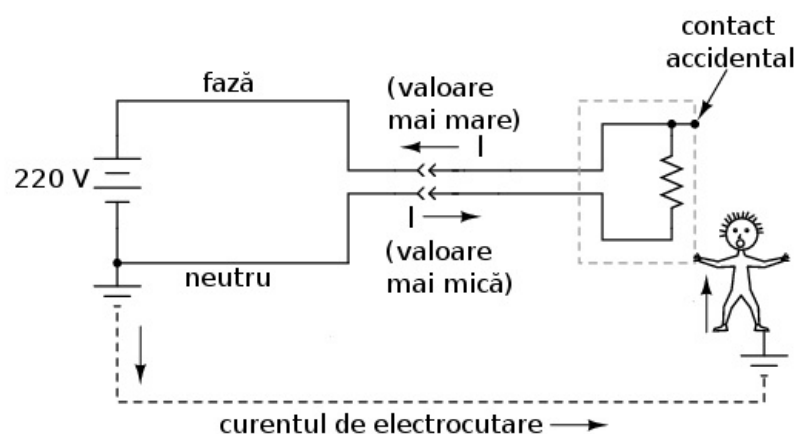 contact
accidental
fază
(valoare
mai mare)
I
220 V
I
(valoare
mai mică)
neutru
curentul de electrocutare